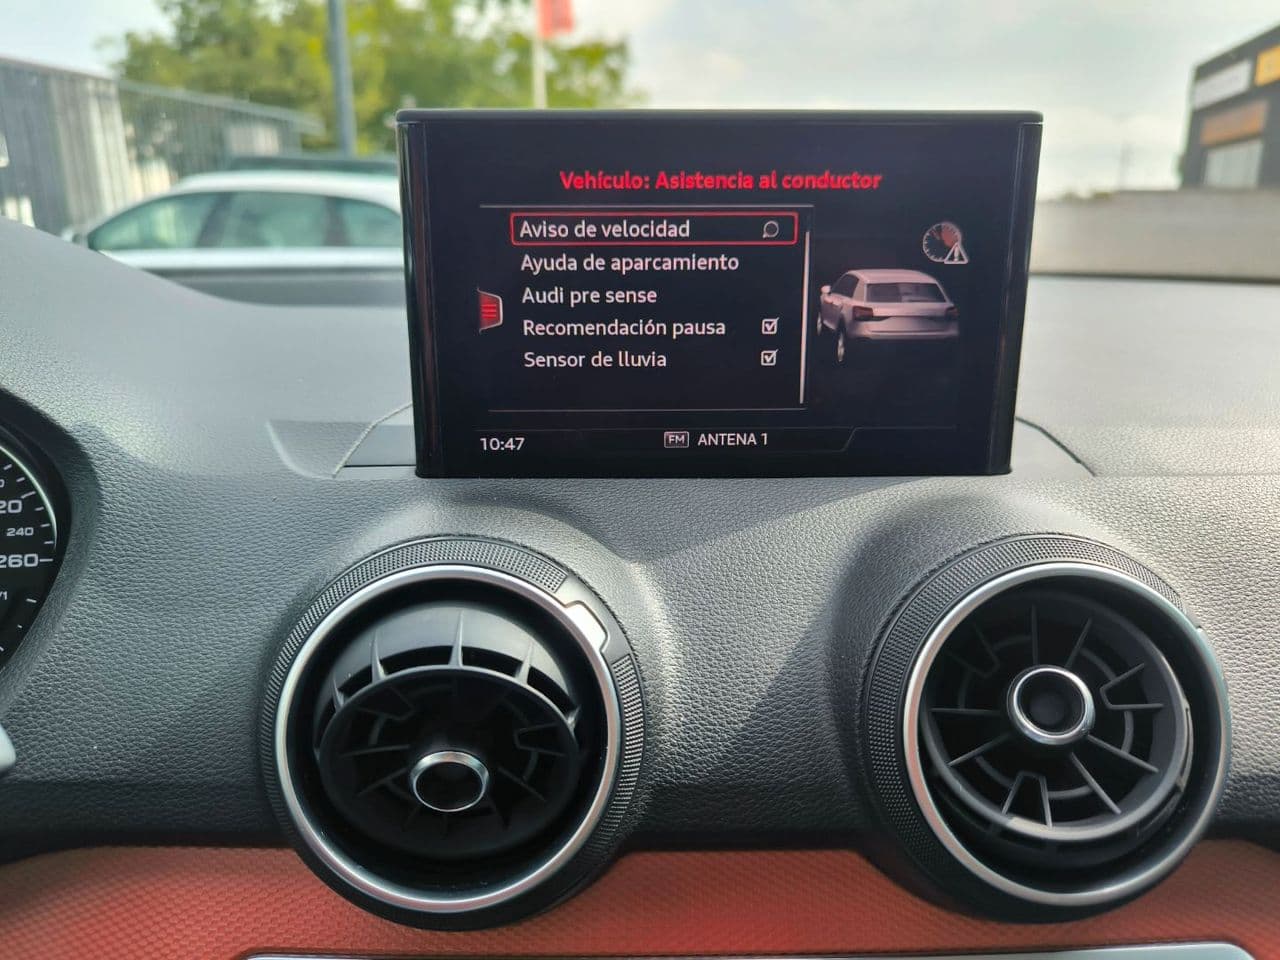 Vehículo: Asistencia al conductor
Aviso de velocidad
Ayuda de aparcamiento
Audi pre sense
Recomendación pausa
Sensor de lluvia
10:47
FM ANTENA 1
240
260